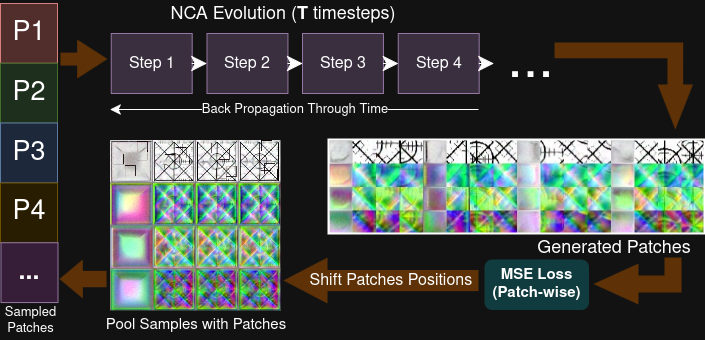 P1
P2
P3
P4
...
Sampled
Patches
NCA Evolution (T timesteps)
Step 1
Step 2
Step 3
Step 4
...
Back Propagation Through Time
Generated Patches
MSE Loss
(Patch-wise)
Shift Patches Positions
Pool Samples with Patches